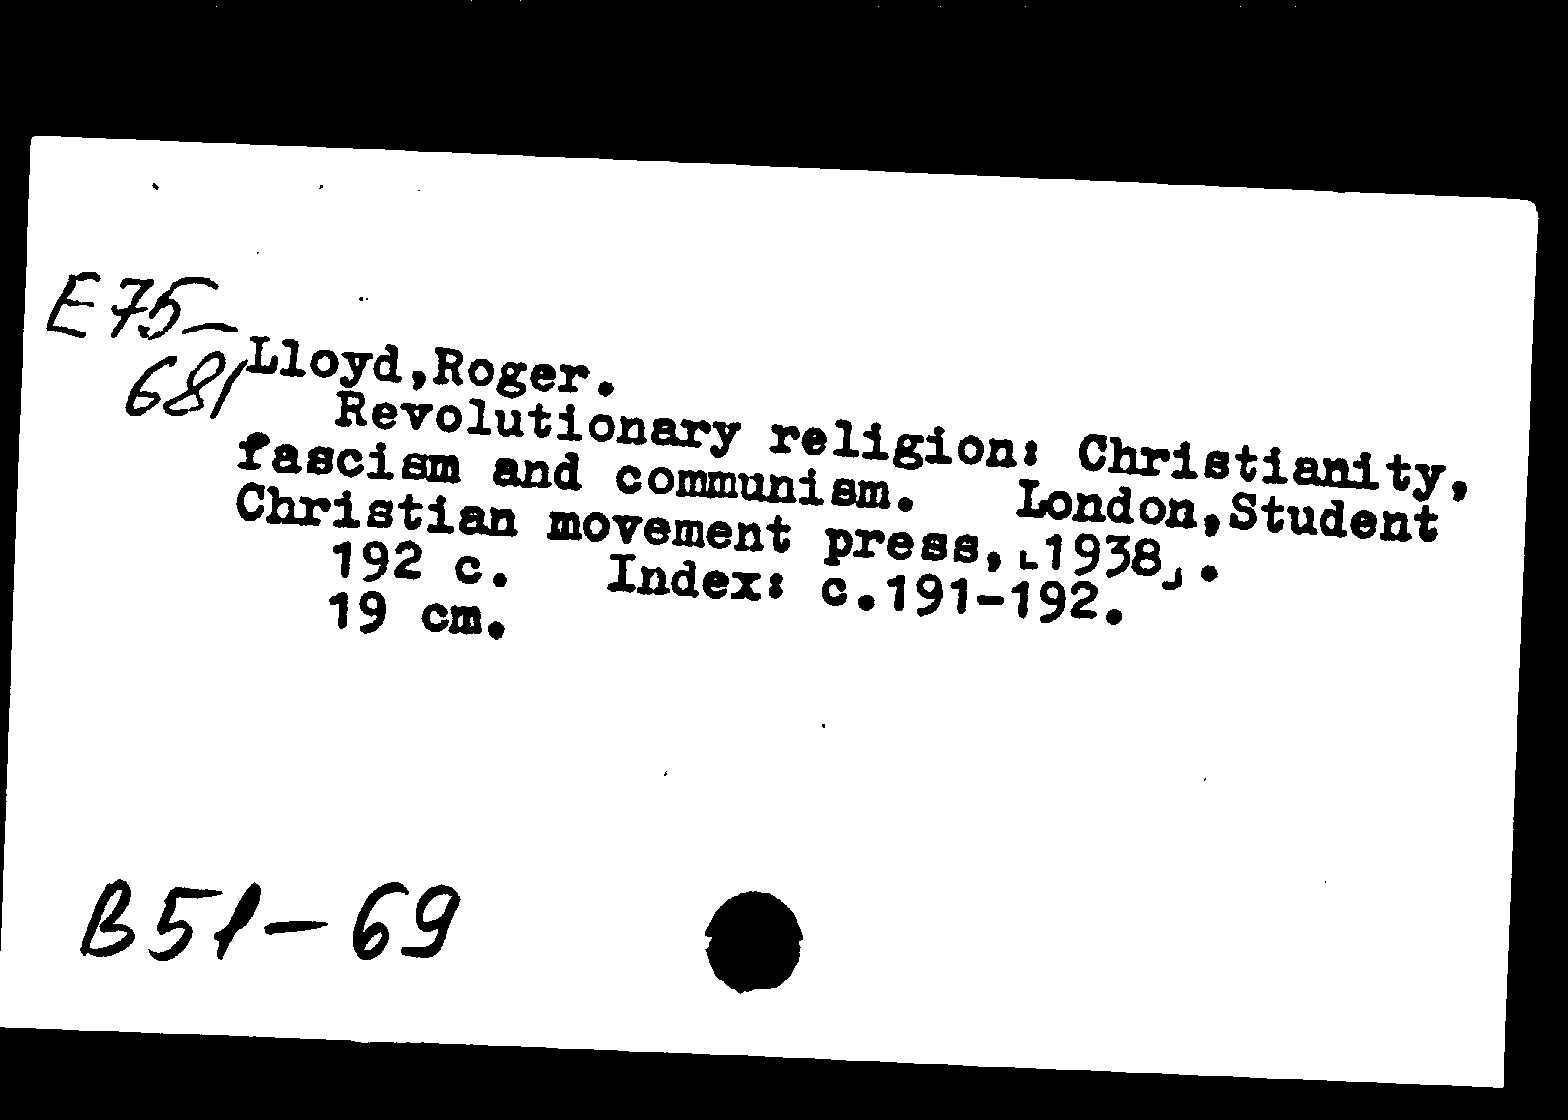 E75-
681
Lloyd,Roger.
Revolutionary religion: Christianity,
fascism and communism. London,Student
Christian movement press,⌞1938⌟.
192 c. Index: c.191-192.
19 cm.
B51-69